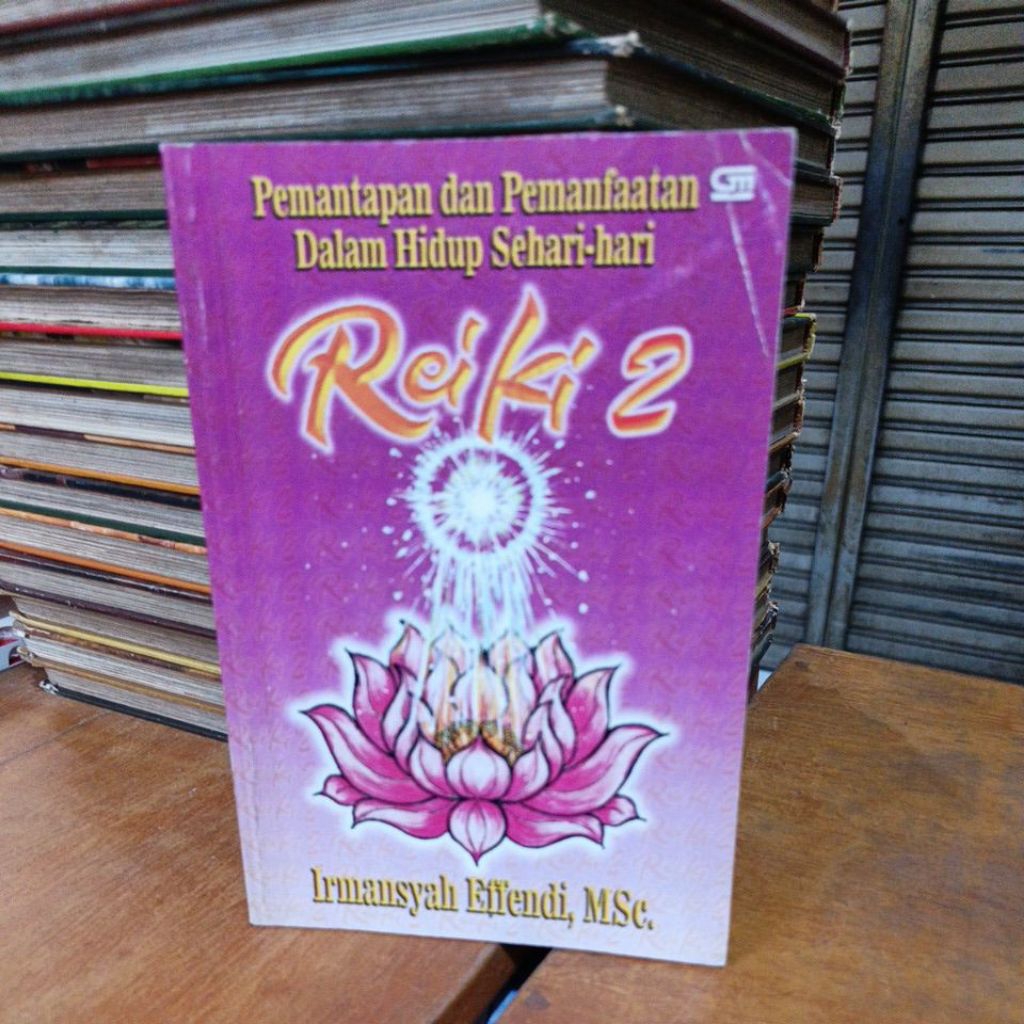 Pemantapan dan Pemanfaatan
Dalam Hidup Sehari-hari
Reiki 2
Irmansyah Effendi, MSc.